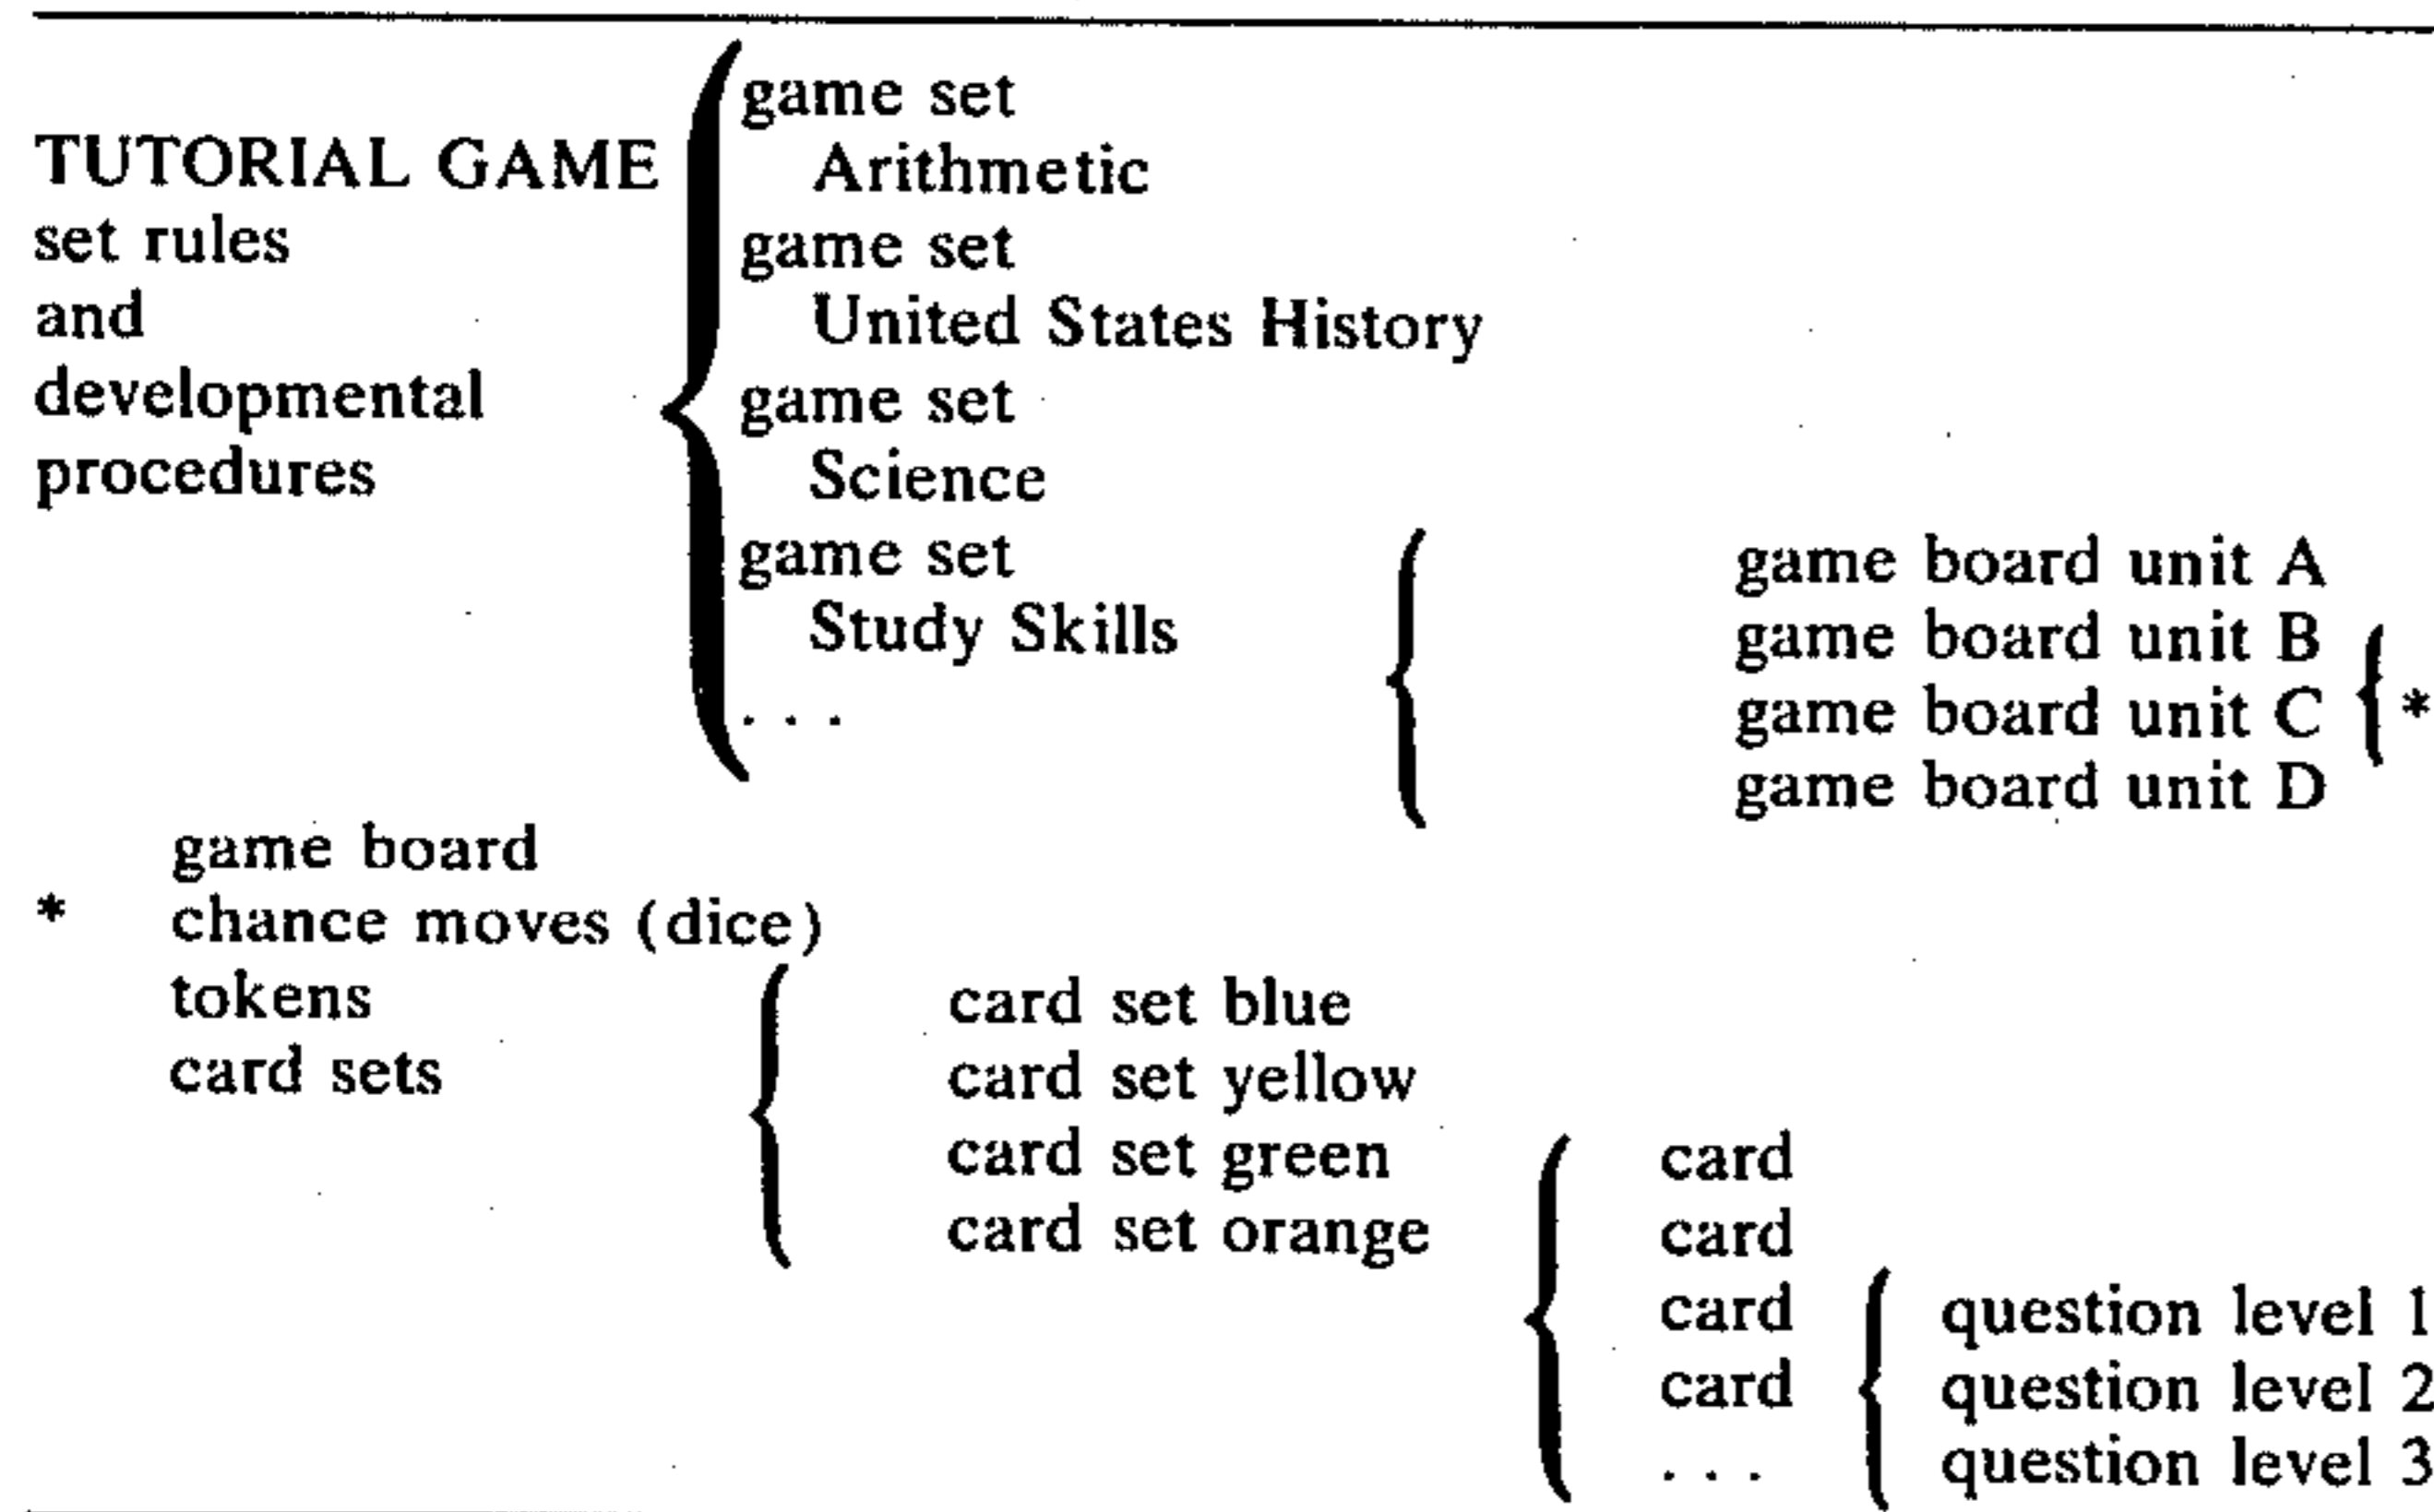 game set
TUTORIAL GAME
Arithmetic
set rules
game set
and
United States History
developmental
game set
procedures
Science
game set
game board unit A
Study Skills
game board unit B
. . .
game board unit C *
game board unit D
game board
* chance moves (dice)
tokens
card set blue
card sets
card set yellow
card set green
card
card set orange
card
card
question level 1
card
question level 2
. . .
question level 3